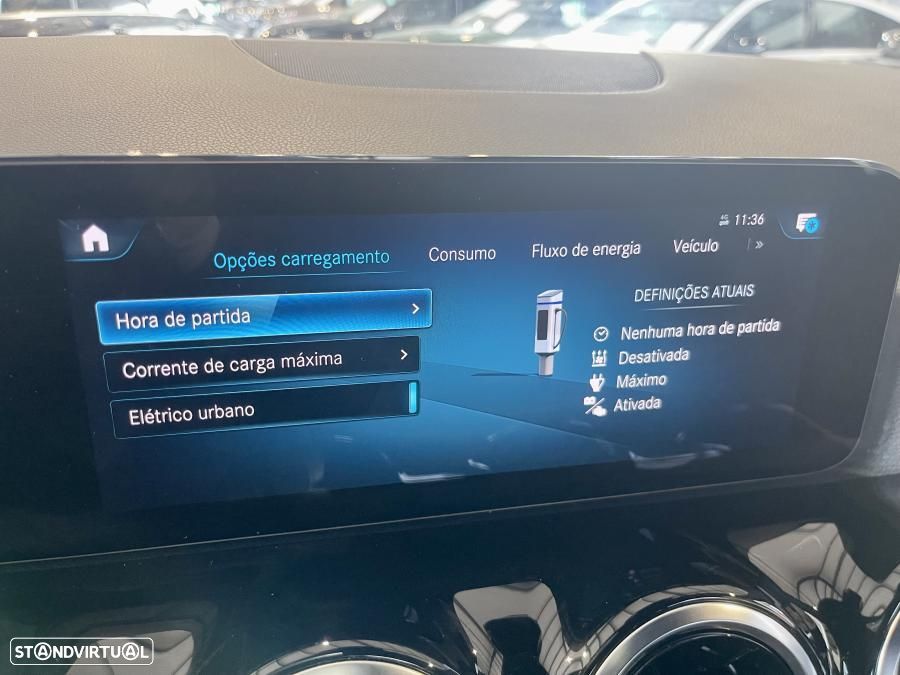 4G 11:36
Opções carregamento Consumo Fluxo de energia Veículo »
Hora de partida >
Corrente de carga máxima >
Elétrico urbano
DEFINIÇÕES ATUAIS
Nenhuma hora de partida
Desativada
Máximo
Ativada
STANDVIRTUAL